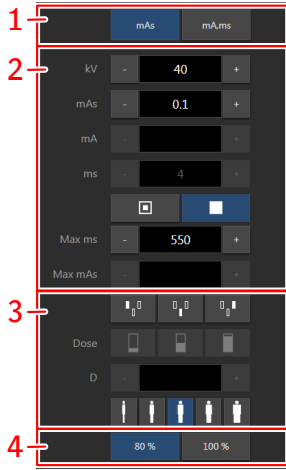 1
mAs mA,ms
2
kV - 40 +
mAs - 0.1 +
mA - +
ms - 4 +
Max ms - 550 +
Max mAs - +
3
Dose
D - +
4
80 % 100 %